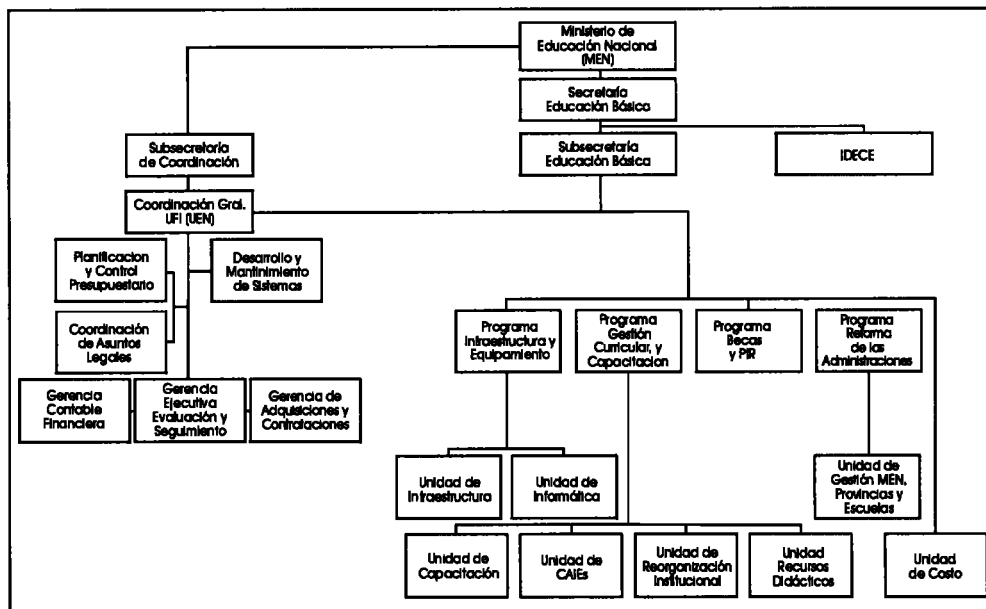 Ministerio de
Educación Nacional
(MEN)
Secretaría
Educación Básica
Subsecretoría
de Coordinación
Subsecretaría
Educación Básica
IDECE
Coordinación Gral.
UFI (UEN)
Planificacion
y Control
Presupuestario
Desarrollo y
Mantinimiento
de Sistemas
Coordinación
de Asuntos
Legales
Gerencia
Contable
Financiera
Gerencia
Ejecutiva
Evaluación y
Seguimiento
Gerencia de
Adquisiciones y
Contrataciones
Programa
Infraestructura y
Equipamiento
Programa
Gestión
Curricular, y
Capacitacion
Programa
Becas
y PIR
Programa
Reforma
de las
Administraciones
Unidad de
Infraestructura
Unidad de
Informática
Unidad de
Gestión MEN,
Provincias y
Escuelas
Unidad de
Capacitación
Unidad de
CAIEs
Unidad de
Reorganización
Institucional
Unidad
Recursos
Didácticos
Unidad
de Costo